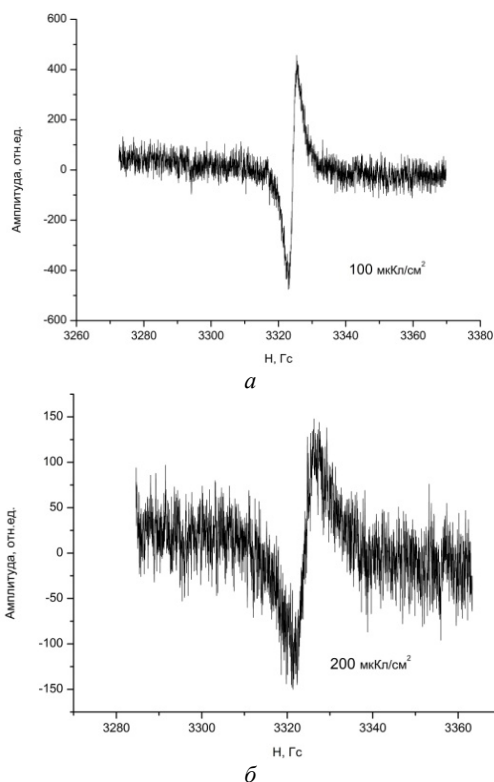 600
400
200
0
-200
-400
-600
Амплитуда, отн.ед.
100 мкКл/см²
3260 3280 3300 3320 3340 3360 3380
H, Гс
а
150
100
50
0
-50
-100
-150
Амплитуда, отн.ед.
200 мкКл/см²
3280 3300 3320 3340 3360
H, Гс
б